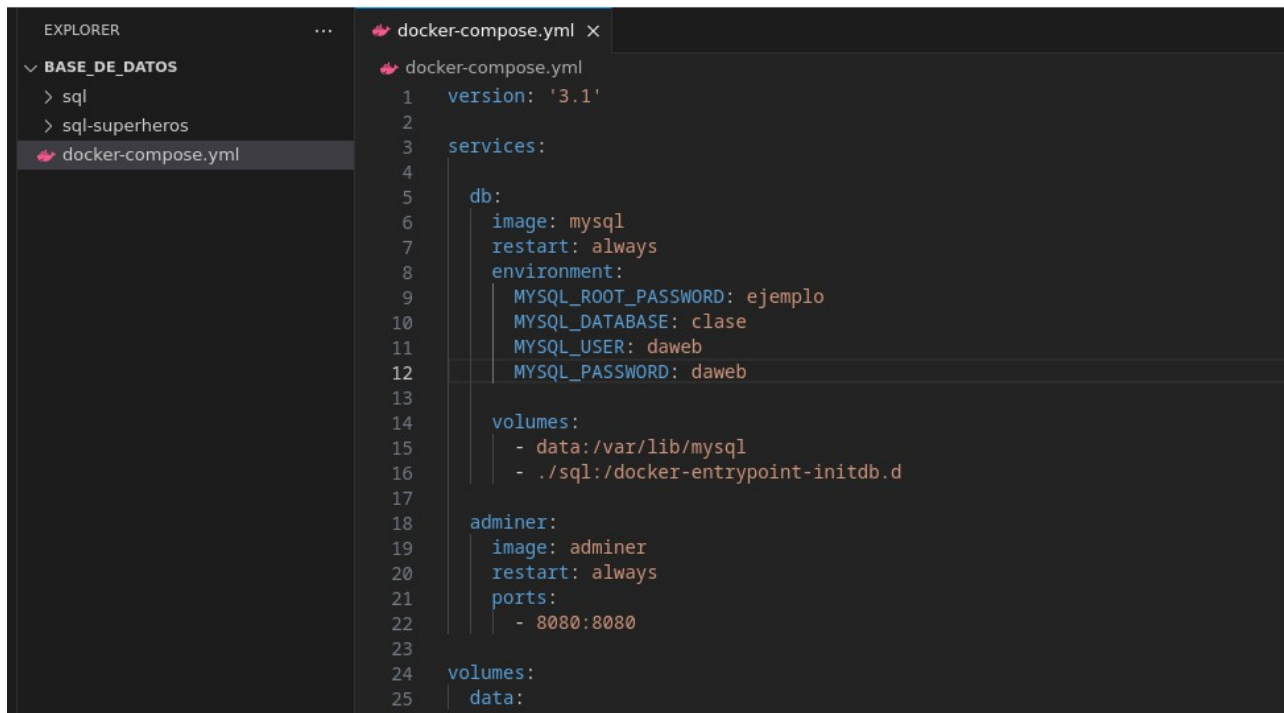 EXPLORER
...
BASE_DE_DATOS
> sql
> sql-superheros
docker-compose.yml
docker-compose.yml ×
docker-compose.yml
1 version: '3.1'
2
3 services:
4
5 db:
6 image: mysql
7 restart: always
8 environment:
9 MYSQL_ROOT_PASSWORD: ejemplo
10 MYSQL_DATABASE: clase
11 MYSQL_USER: daweb
12 MYSQL_PASSWORD: daweb
13
14 volumes:
15 - data:/var/lib/mysql
16 - ./sql:/docker-entrypoint-initdb.d
17
18 adminer:
19 image: adminer
20 restart: always
21 ports:
22 - 8080:8080
23
24 volumes:
25 data: